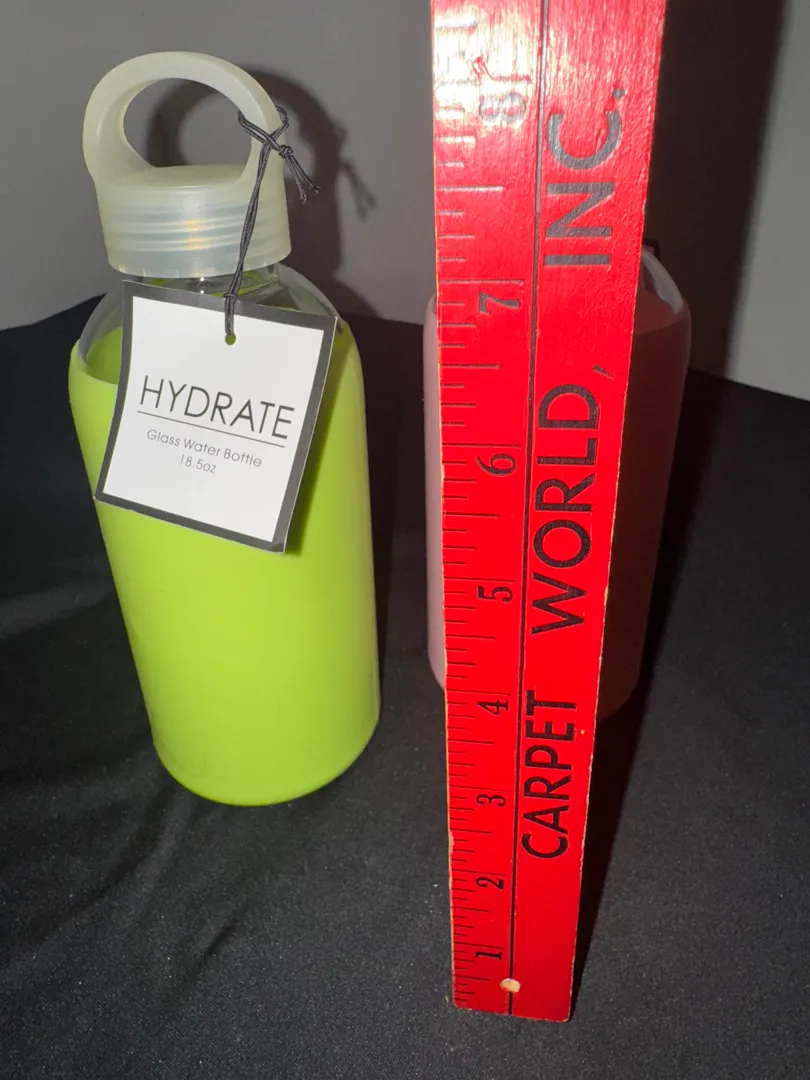 HYDRATE
Glass Water Bottle
18.5oz
CARPET WORLD, INC.
8
7
6
5
4
3
2
1